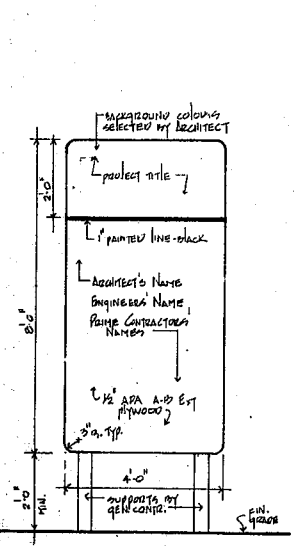 BACKGROUND COLOURS
SELECTED BY ARCHITECT
PROJECT TITLE
2'-0"
1" PAINTED LINE-BLACK
ARCHITECT'S NAME
ENGINEERS' NAME
PRIME CONTRACTORS'
NAMES
8'-0"
1/2" APA A-B EXT
PLYWOOD
3" R. TYP.
4'-0"
2'-0"
MIN.
SUPPORTS BY
GEN. CONTR.
FIN.
GRADE